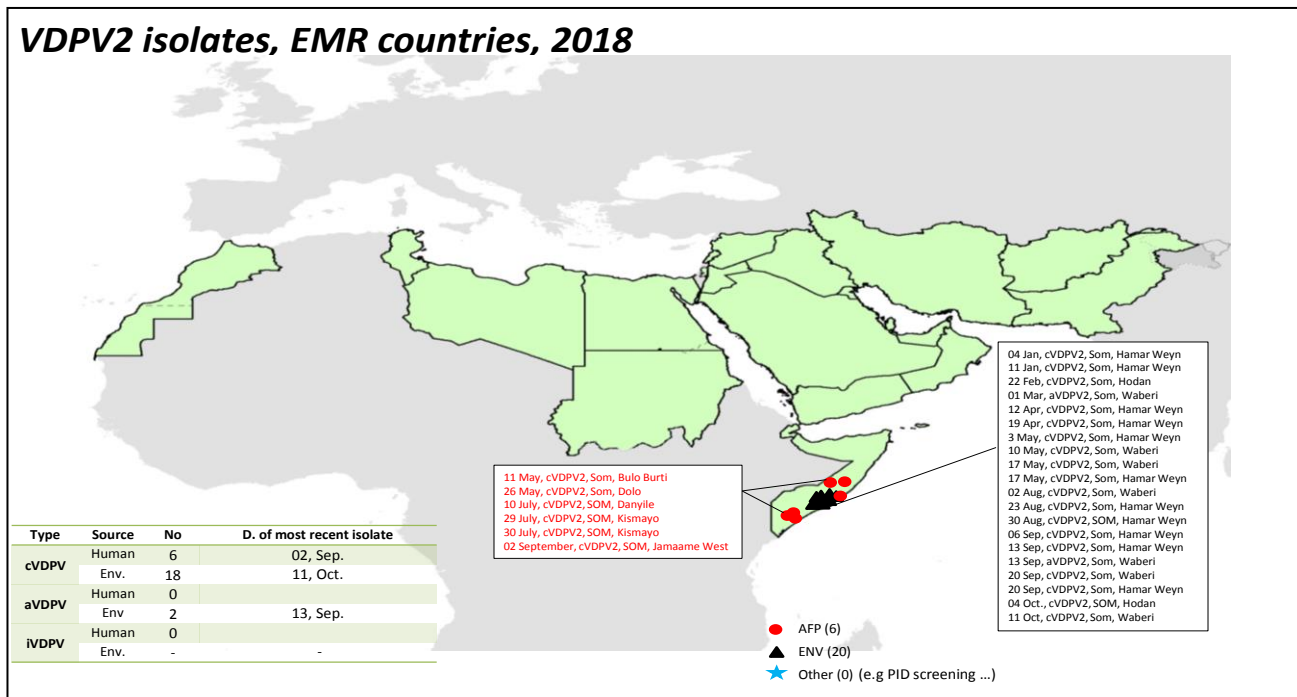 VDPV2 isolates, EMR countries, 2018
04 Jan, cVDPV2, Som, Hamar Weyn
11 Jan, cVDPV2, Som, Hamar Weyn
22 Feb, cVDPV2, Som, Hodan
01 Mar, aVDPV2, Som, Waberi
12 Apr, cVDPV2, Som, Hamar Weyn
19 Apr, cVDPV2, Som, Hamar Weyn
3 May, cVDPV2, Som, Hamar Weyn
10 May, cVDPV2, Som, Waberi
17 May, cVDPV2, Som, Waberi
17 May, cVDPV2, Som, Hamar Weyn
02 Aug, cVDPV2, Som, Waberi
23 Aug, cVDPV2, Som, Hamar Weyn
30 Aug, cVDPV2, SOM, Hamar Weyn
06 Sep, cVDPV2, Som, Hamar Weyn
13 Sep, cVDPV2, Som, Hamar Weyn
13 Sep, aVDPV2, Som, Waberi
20 Sep, cVDPV2, Som, Waberi
20 Sep, cVDPV2, Som, Hamar Weyn
04 Oct., cVDPV2, SOM, Hodan
11 Oct, cVDPV2, Som, Waberi
11 May, cVDPV2, Som, Bulo Burti
26 May, cVDPV2, Som, Dolo
10 July, cVDPV2, SOM, Danyile
29 July, cVDPV2, SOM, Kismayo
30 July, cVDPV2, SOM, Kismayo
02 September, cVDPV2, SOM, Jamaame West
Type Source No D. of most recent isolate
cVDPV Human 6 02, Sep.
Env. 18 11, Oct.
aVDPV Human 0
Env 2 13, Sep.
iVDPV Human 0
Env. - -
AFP (6)
ENV (20)
Other (0) (e.g PID screening ...)